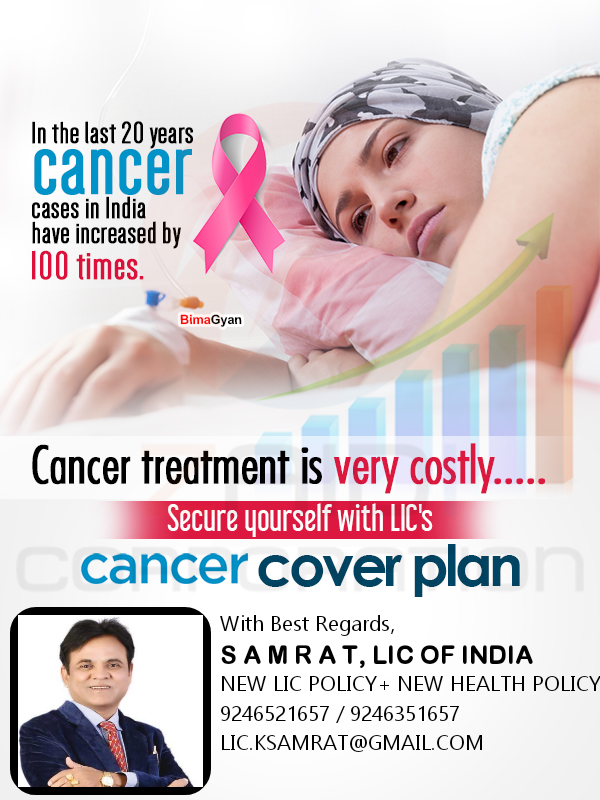 In the last 20 years
cancer
cases in India
have increased by
100 times.
BimaGyan
Cancer treatment is very costly.....
Secure yourself with LIC's
CORPORATION
cancer cover plan
With Best Regards,
S A M R A T, LIC OF INDIA
NEW LIC POLICY+ NEW HEALTH POLICY
9246521657 / 9246351657
LIC.KSAMRAT@GMAIL.COM